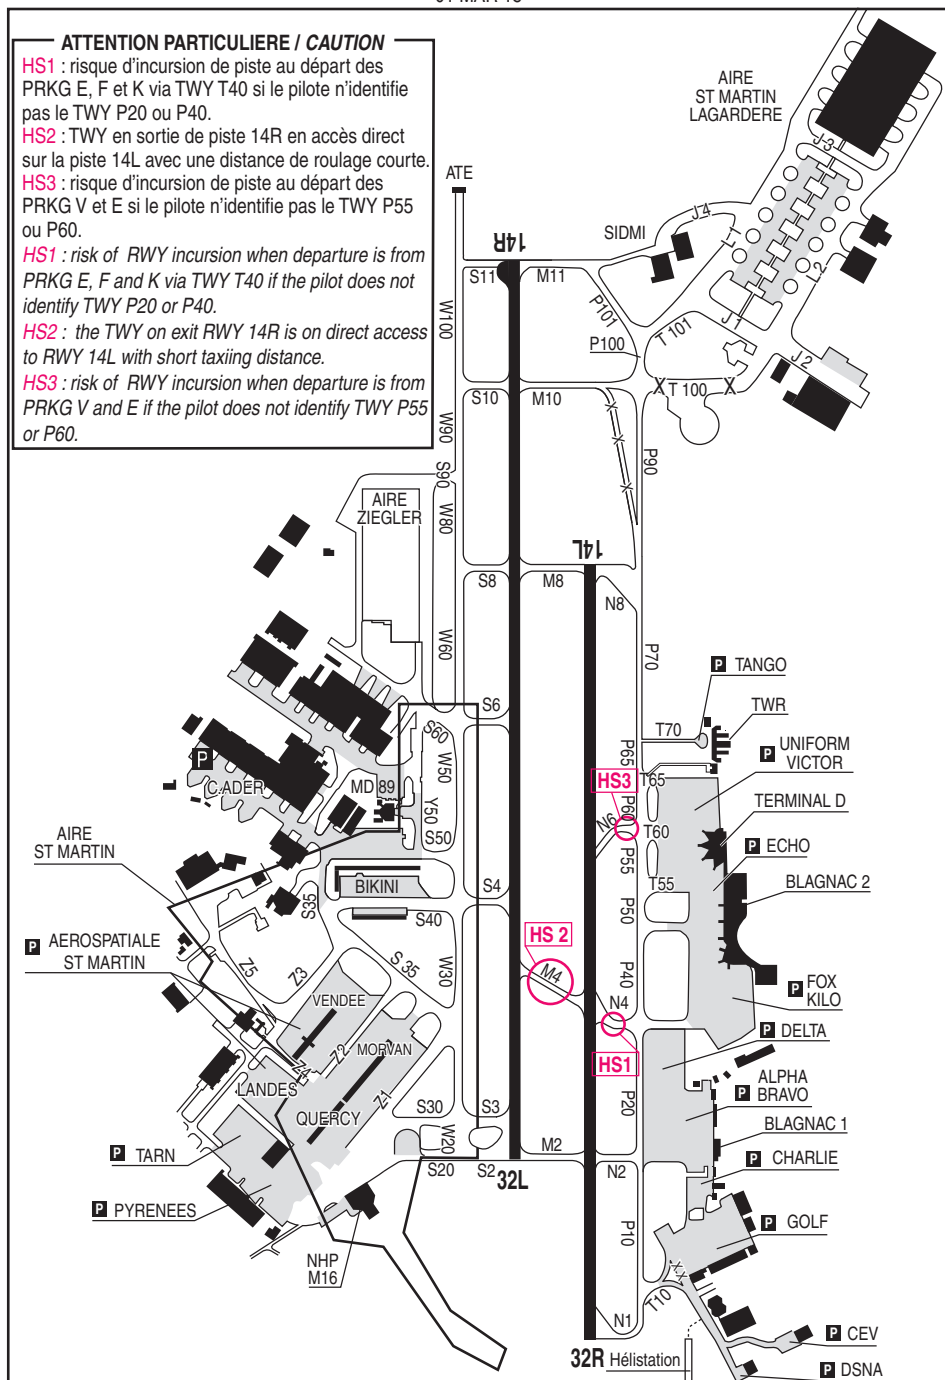 ATTENTION PARTICULIERE / CAUTION
HS1 : risque d'incursion de piste au départ des
PRKG E, F et K via TWY T40 si le pilote n'identifie
pas le TWY P20 ou P40.
HS2 : TWY en sortie de piste 14R en accès direct
sur la piste 14L avec une distance de roulage courte.
HS3 : risque d'incursion de piste au départ des
PRKG V et E si le pilote n'identifie pas le TWY P55
ou P60.
HS1 : risk of RWY incursion when departure is from
PRKG E, F and K via TWY T40 if the pilot does not
identify TWY P20 or P40.
HS2 : the TWY on exit RWY 14R is on direct access
to RWY 14L with short taxiing distance.
HS3 : risk of RWY incursion when departure is from
PRKG V and E if the pilot does not identify TWY P55
or P60.
AIRE
ST MARTIN
LAGARDERE
J3
ATE
J4
SIDMI
L1
L2
14R
S11
M11
P101
W100
T 101
J1
P100
J2
X T 100 X
S10
M10
W90
P90
S90
AIRE
ZIEGLER
W80
14L
S8
M8
N8
W60
P70
P TANGO
S6
TWR
T70
S60
P UNIFORM
VICTOR
P65
W50
HS3
T65
P
C.ADER
MD 89
Y50
P60
TERMINAL D
N6
T60
AIRE
ST MARTIN
S50
P ECHO
P55
BIKINI
S4
T55
BLAGNAC 2
S35
S40
P50
HS 2
P AEROSPATIALE
ST MARTIN
Z5
Z3
S 35
W30
M4
P40
VENDEE
P FOX
KILO
N4
P DELTA
MORVAN
Z2
Z4
HS1
LANDES
ALPHA
P BRAVO
QUERCY
Z1
S30
S3
P20
BLAGNAC 1
W20
M2
P TARN
S20
S2
32L
N2
P CHARLIE
P PYRENEES
P10
P GOLF
NHP
M16
X X
T10
N1
P CEV
32R
Hélistation
P DSNA